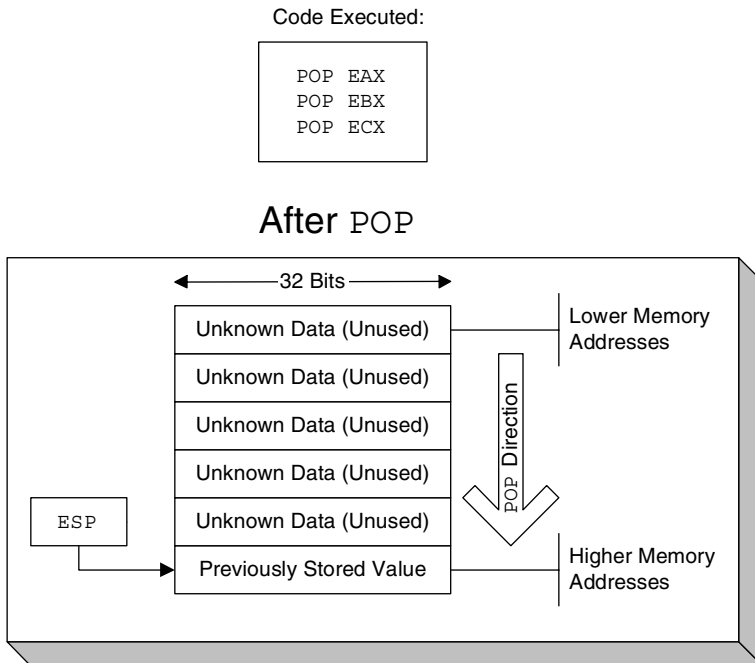 Code Executed:
POP EAX
POP EBX
POP ECX
After POP
32 Bits
Unknown Data (Unused)
Lower Memory
Addresses
Unknown Data (Unused)
Unknown Data (Unused)
Unknown Data (Unused)
Unknown Data (Unused)
POP Direction
ESP
Previously Stored Value
Higher Memory
Addresses